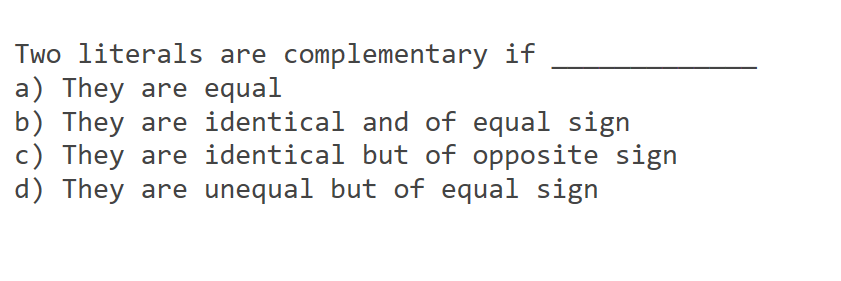 Two literals are complementary if _____________
a) They are equal
b) They are identical and of equal sign
c) They are identical but of opposite sign
d) They are unequal but of equal sign